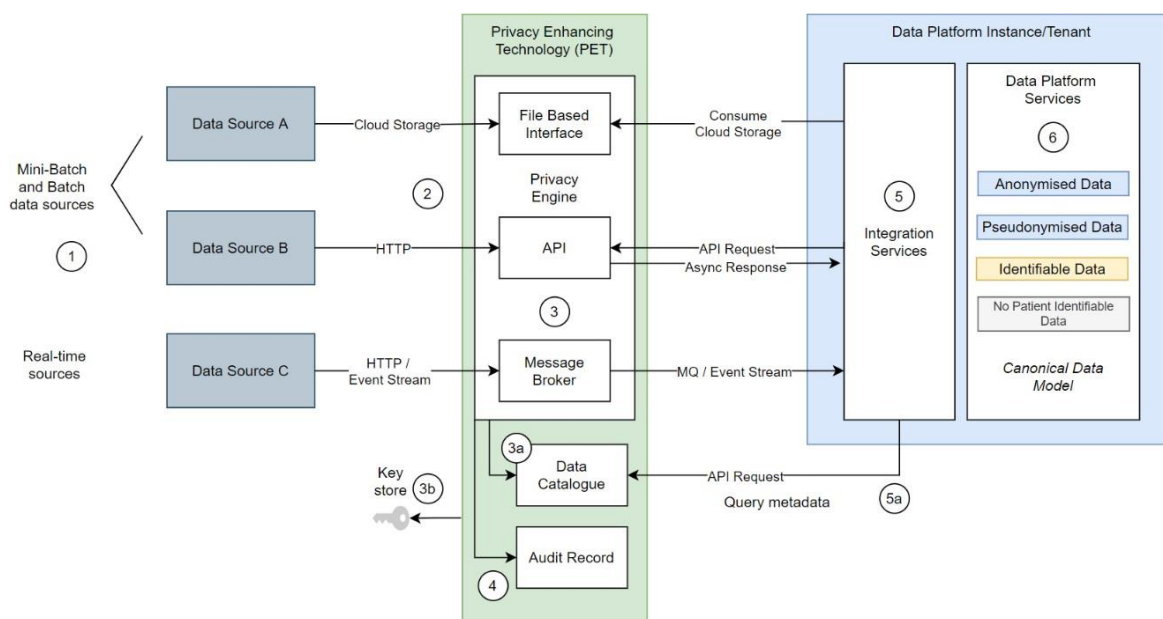 Privacy Enhancing
Technology (PET)
Data Platform Instance/Tenant
Data Source A
Cloud Storage
File Based
Interface
Consume
Cloud Storage
Data Platform
Services
6
Mini-Batch
and Batch
data sources
1
2
Privacy
Engine
5
Integration
Services
Anonymised Data
Pseudonymised Data
Identifiable Data
No Patient Identifiable
Data
Canonical Data
Model
Data Source B
HTTP
API
API Request
Async Response
3
Real-time
sources
Data Source C
HTTP /
Event Stream
Message
Broker
MQ / Event Stream
3a
Data
Catalogue
API Request
Query metadata
5a
Key
store
3b
Audit Record
4